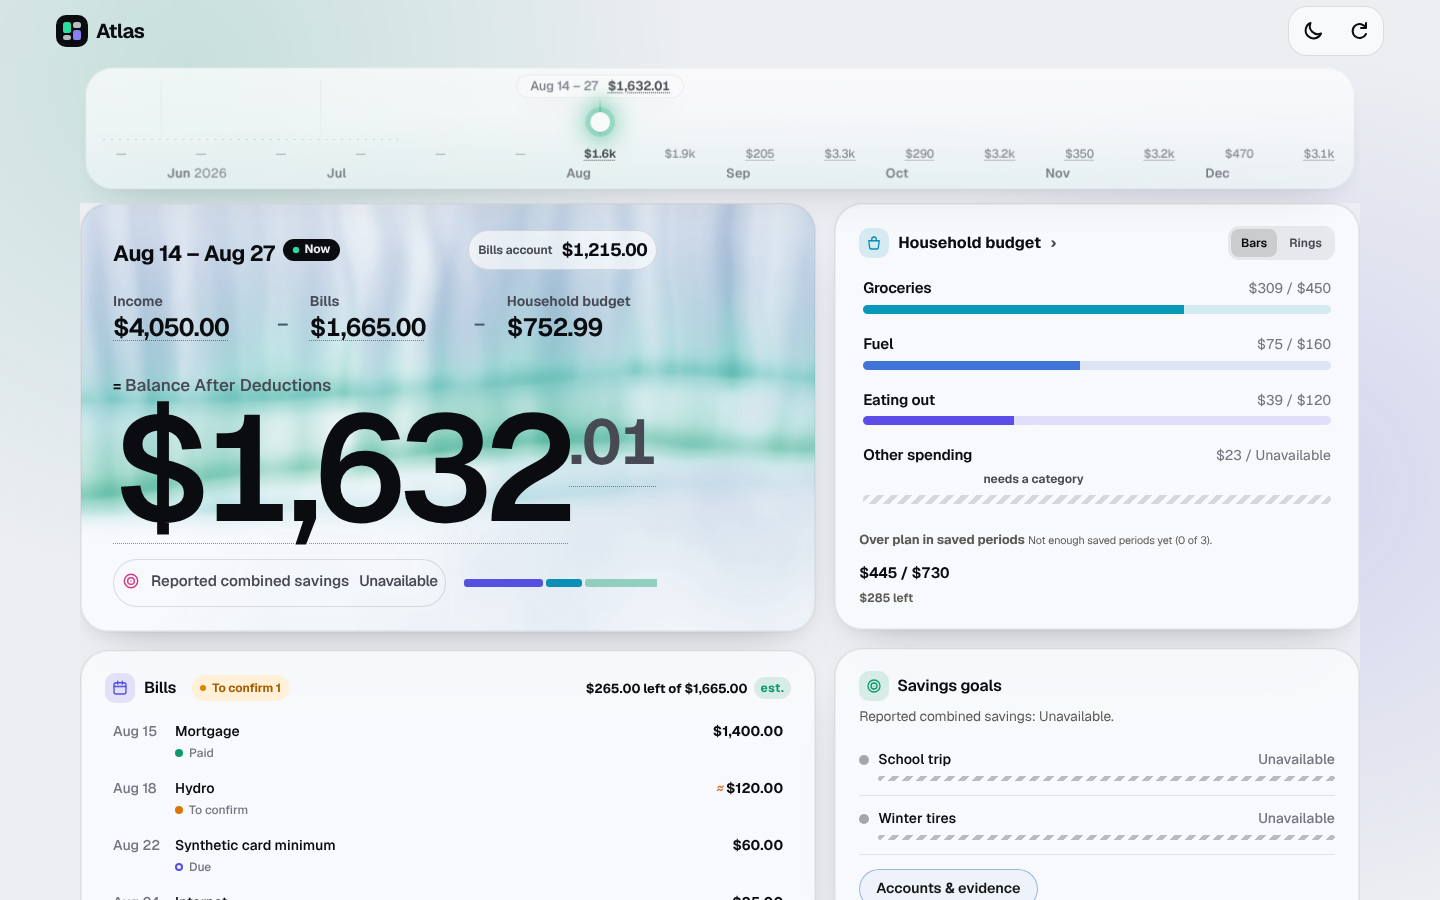 Atlas
Aug 14 – 27 $1,632.01
— — — — — — $1.6k $1.9k $205 $3.3k $290 $3.2k $350 $3.2k $470 $3.1k
Jun 2026 Jul Aug Sep Oct Nov Dec
Aug 14 – Aug 27 Now
Bills account $1,215.00
Income Bills Household budget
$4,050.00 – $1,665.00 – $752.99
= Balance After Deductions
$1,632.01
Reported combined savings Unavailable
Household budget ›
Bars Rings
Groceries $309 / $450
Fuel $75 / $160
Eating out $39 / $120
Other spending $23 / Unavailable
needs a category
Over plan in saved periods Not enough saved periods yet (0 of 3).
$445 / $730
$285 left
Bills To confirm 1 $265.00 left of $1,665.00 est.
Aug 15 Mortgage $1,400.00
Paid
Aug 18 Hydro ≈$120.00
To confirm
Aug 22 Synthetic card minimum $60.00
Due
Savings goals
Reported combined savings: Unavailable.
School trip Unavailable
Winter tires Unavailable
Accounts & evidence